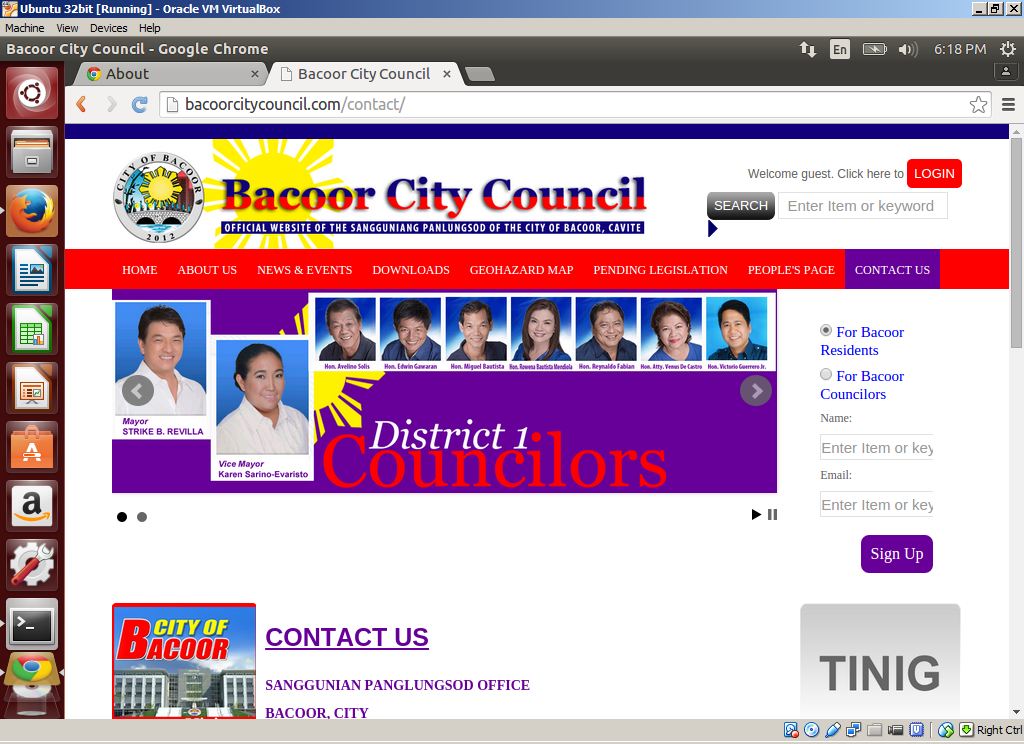 Ubuntu 32bit [Running] - Oracle VM VirtualBox
Machine View Devices Help
Bacoor City Council - Google Chrome
En
6:18 PM
About
Bacoor City Council
bacoorcitycouncil.com/contact/
CITY OF BACOOR
2012
Bacoor City Council
OFFICIAL WEBSITE OF THE SANGGUNIANG PANLUNGSOD OF THE CITY OF BACOOR, CAVITE
Welcome guest. Click here to LOGIN
SEARCH Enter Item or keyword
HOME ABOUT US NEWS & EVENTS DOWNLOADS GEOHAZARD MAP PENDING LEGISLATION PEOPLE'S PAGE CONTACT US
Hon. Avelino Solis Hon. Edwin Gawaran Hon. Miguel Bautista Hon. Rowena Bautista Mendiola Hon. Reynaldo Fabian Hon. Atty. Venus De Castro Hon. Victorio Guerrero Jr.
Mayor
STRIKE B. REVILLA
Vice Mayor
Karen Sarino-Evaristo
District 1
Councilors
For Bacoor
Residents
For Bacoor
Councilors
Name:
Enter Item or key
Email:
Enter Item or key
Sign Up
CITY OF
BACOOR
CONTACT US
SANGGUNIAN PANGLUNGSOD OFFICE
BACOOR, CITY
TINIG
Right Ctrl